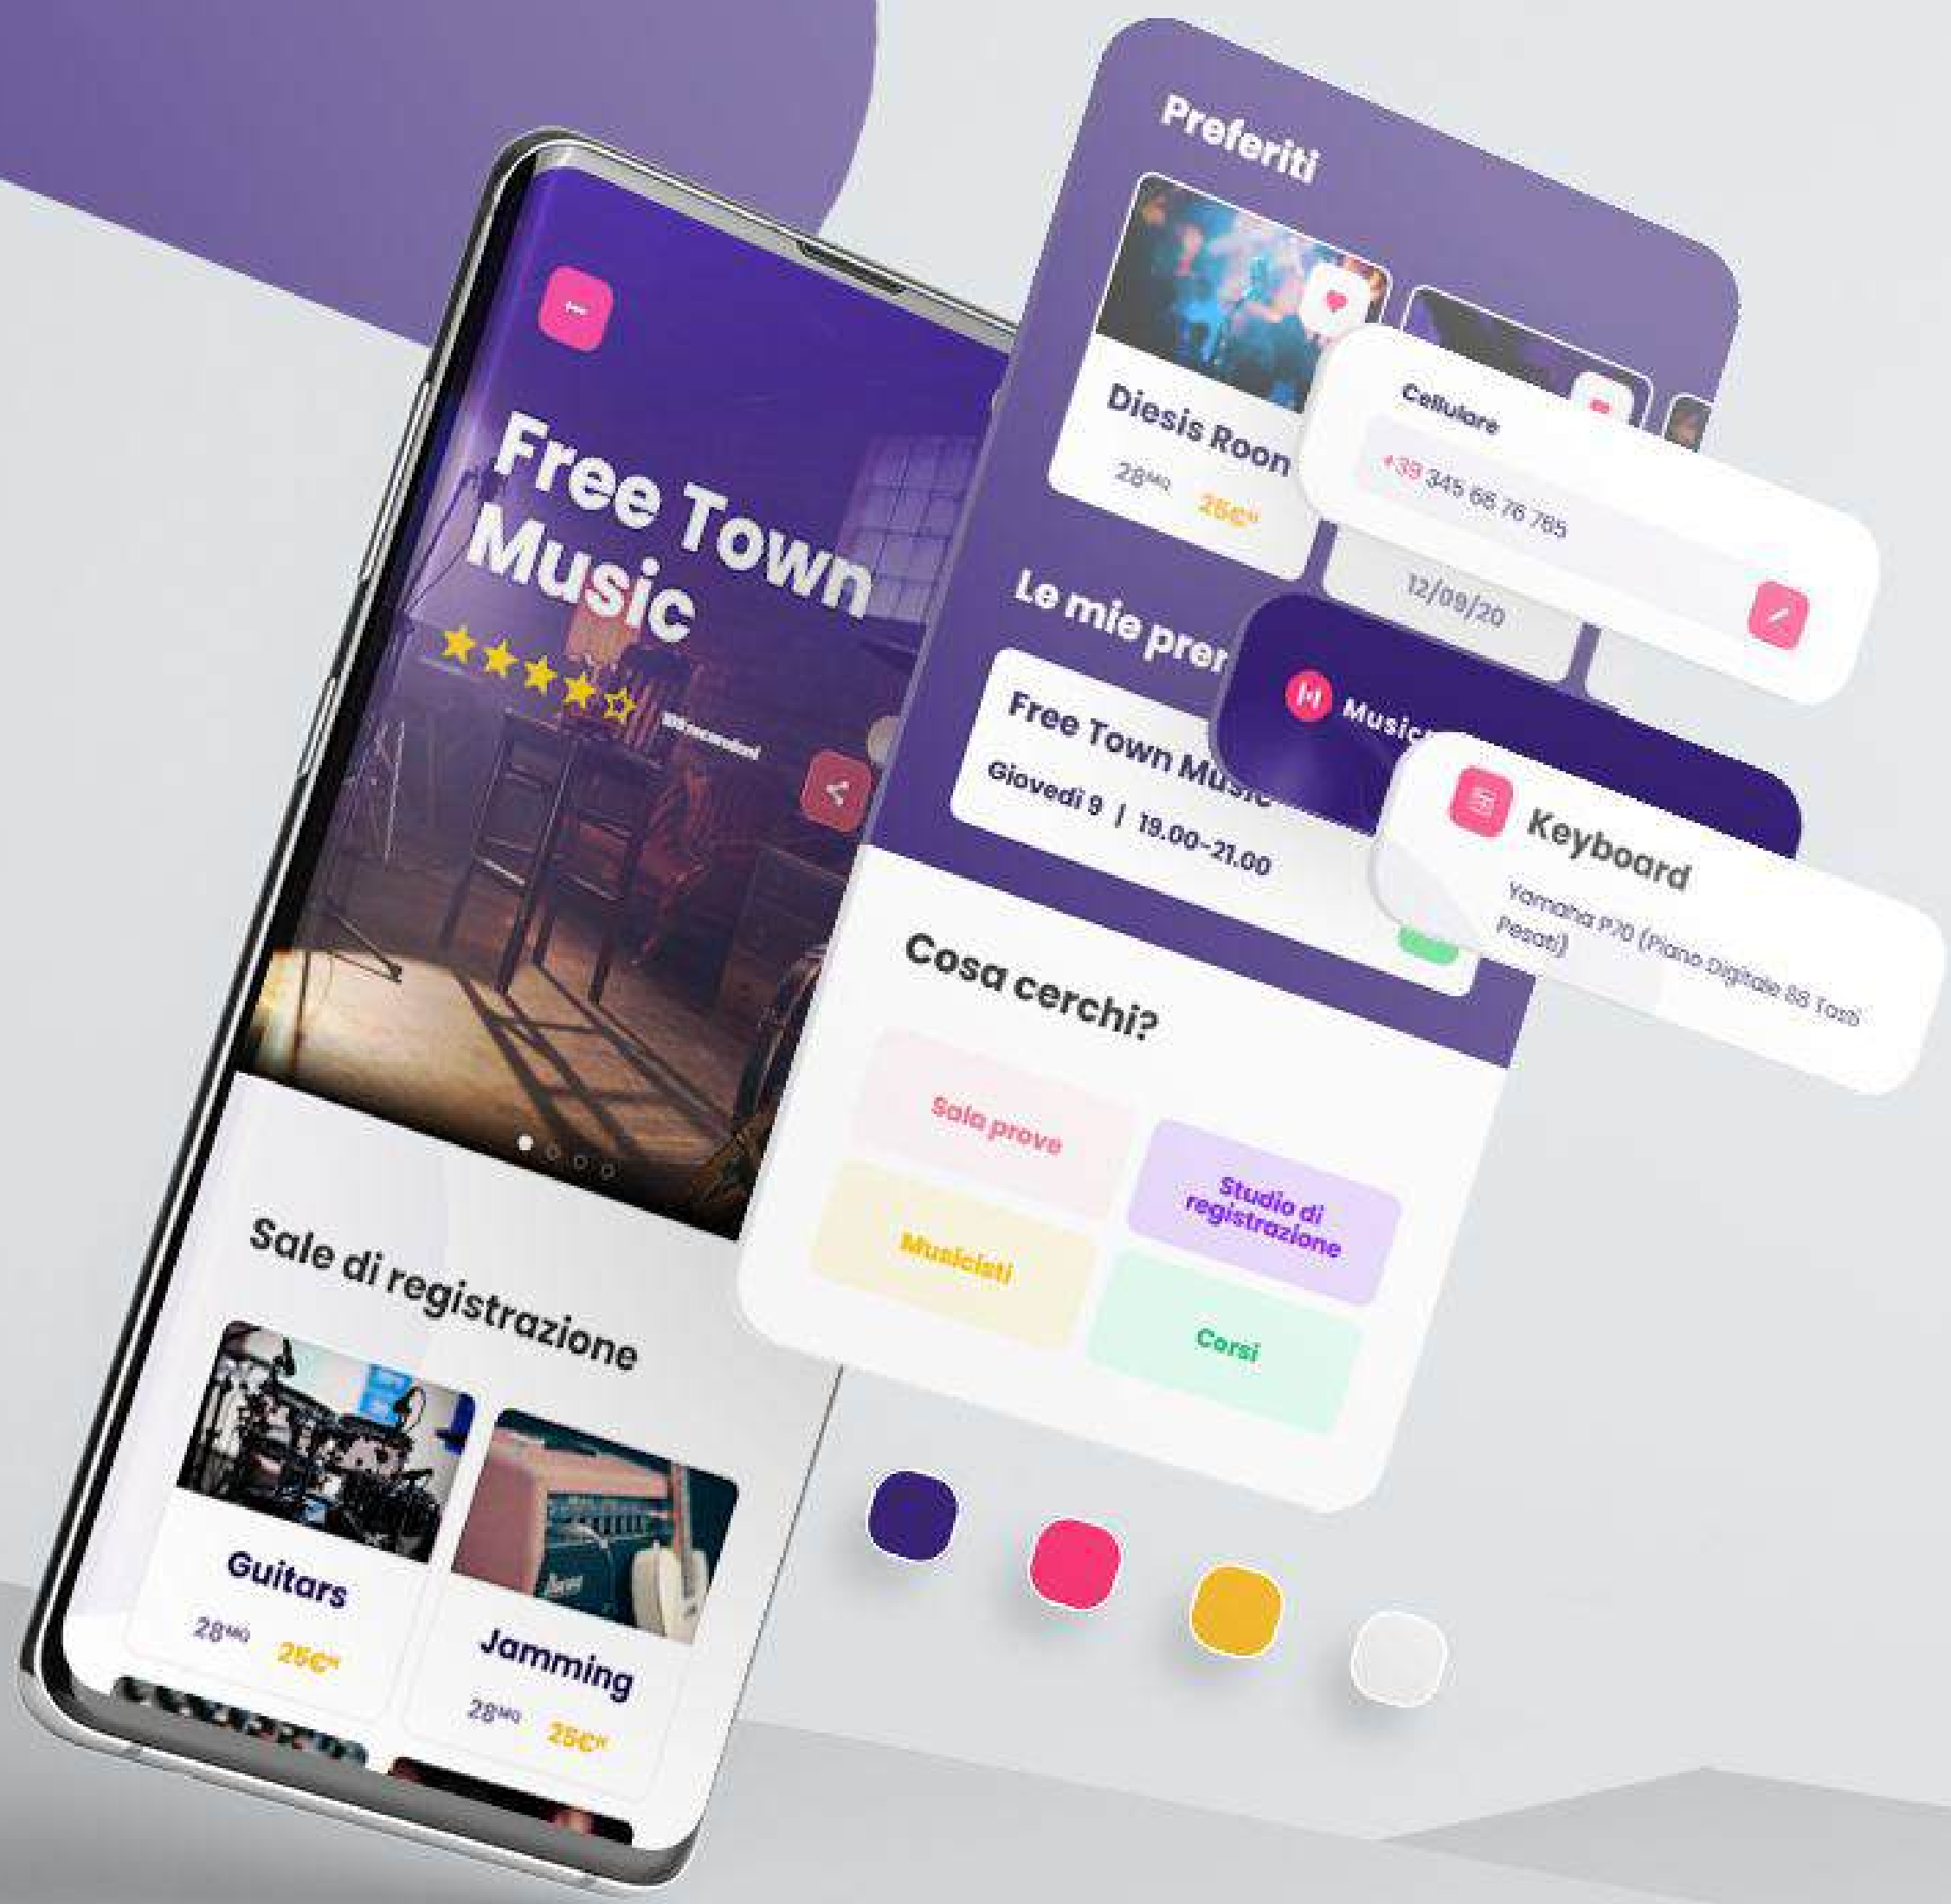 Free Town
Music
Sale di registrazione
Guitars
28MQ 25€H
Jamming
28MQ 25€H
Preferiti
Diesis Room
28MQ 25€H
Cellulare
+39 345 66 76 765
12/09/20
Le mie pren
Free Town Music
Giovedì 9 | 19.00-21.00
Music
Keyboard
Yamaha P70 (Piano Digitale 88 Tasti
Pesati)
Cosa cerchi?
Sala prove
Studio di
registrazione
Musicisti
Corsi